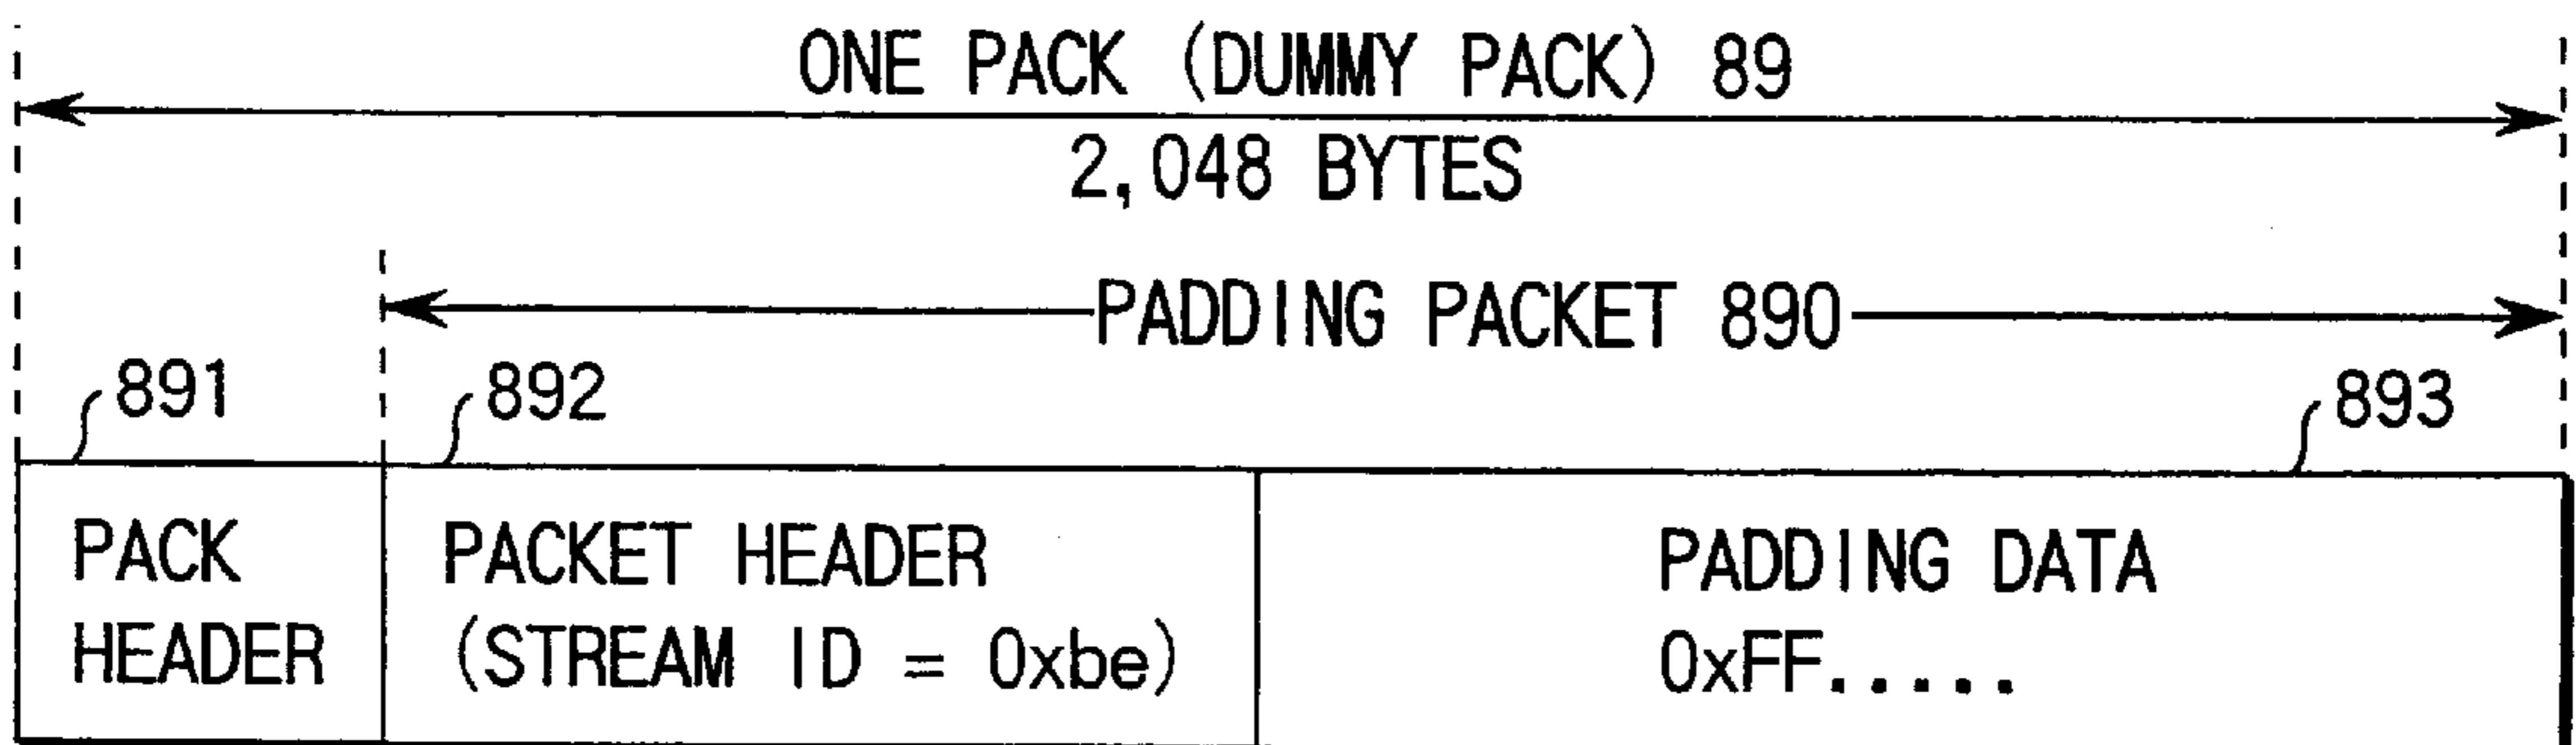 ONE PACK (DUMMY PACK) 89
2,048 BYTES
PADDING PACKET 890
891
892
893
PACK
HEADER
PACKET HEADER
(STREAM ID = 0xbe)
PADDING DATA
0xFF.....